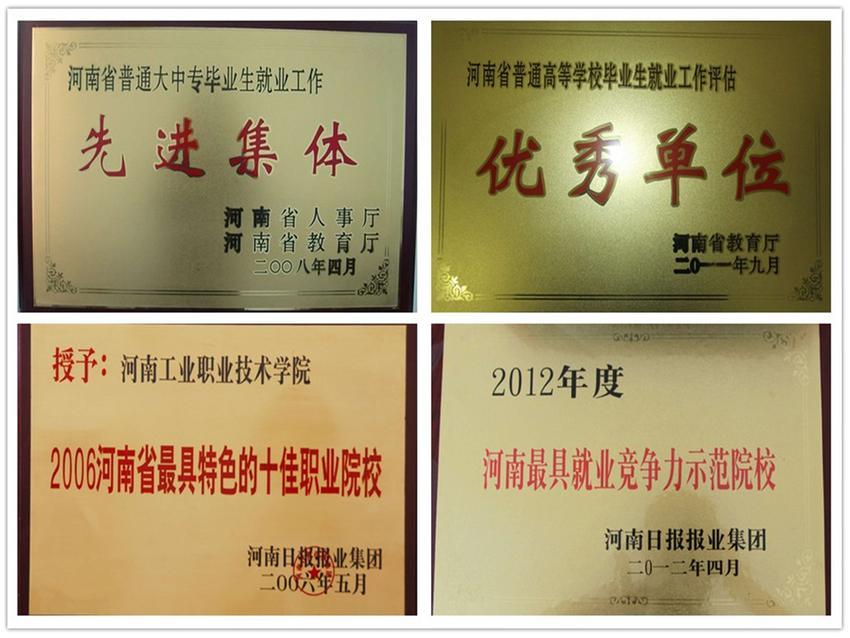 河南省普通大中专毕业生就业工作
先进集体
河南省人事厅
河南省教育厅
二〇〇八年四月
河南省普通高等学校毕业生就业工作评估
优秀单位
河南省教育厅
二〇一一年九月
授予：河南工业职业技术学院
2006河南省最具特色的十佳职业院校
河南日报报业集团
二〇〇六年五月
2012年度
河南最具就业竞争力示范院校
河南日报报业集团
二〇一二年四月